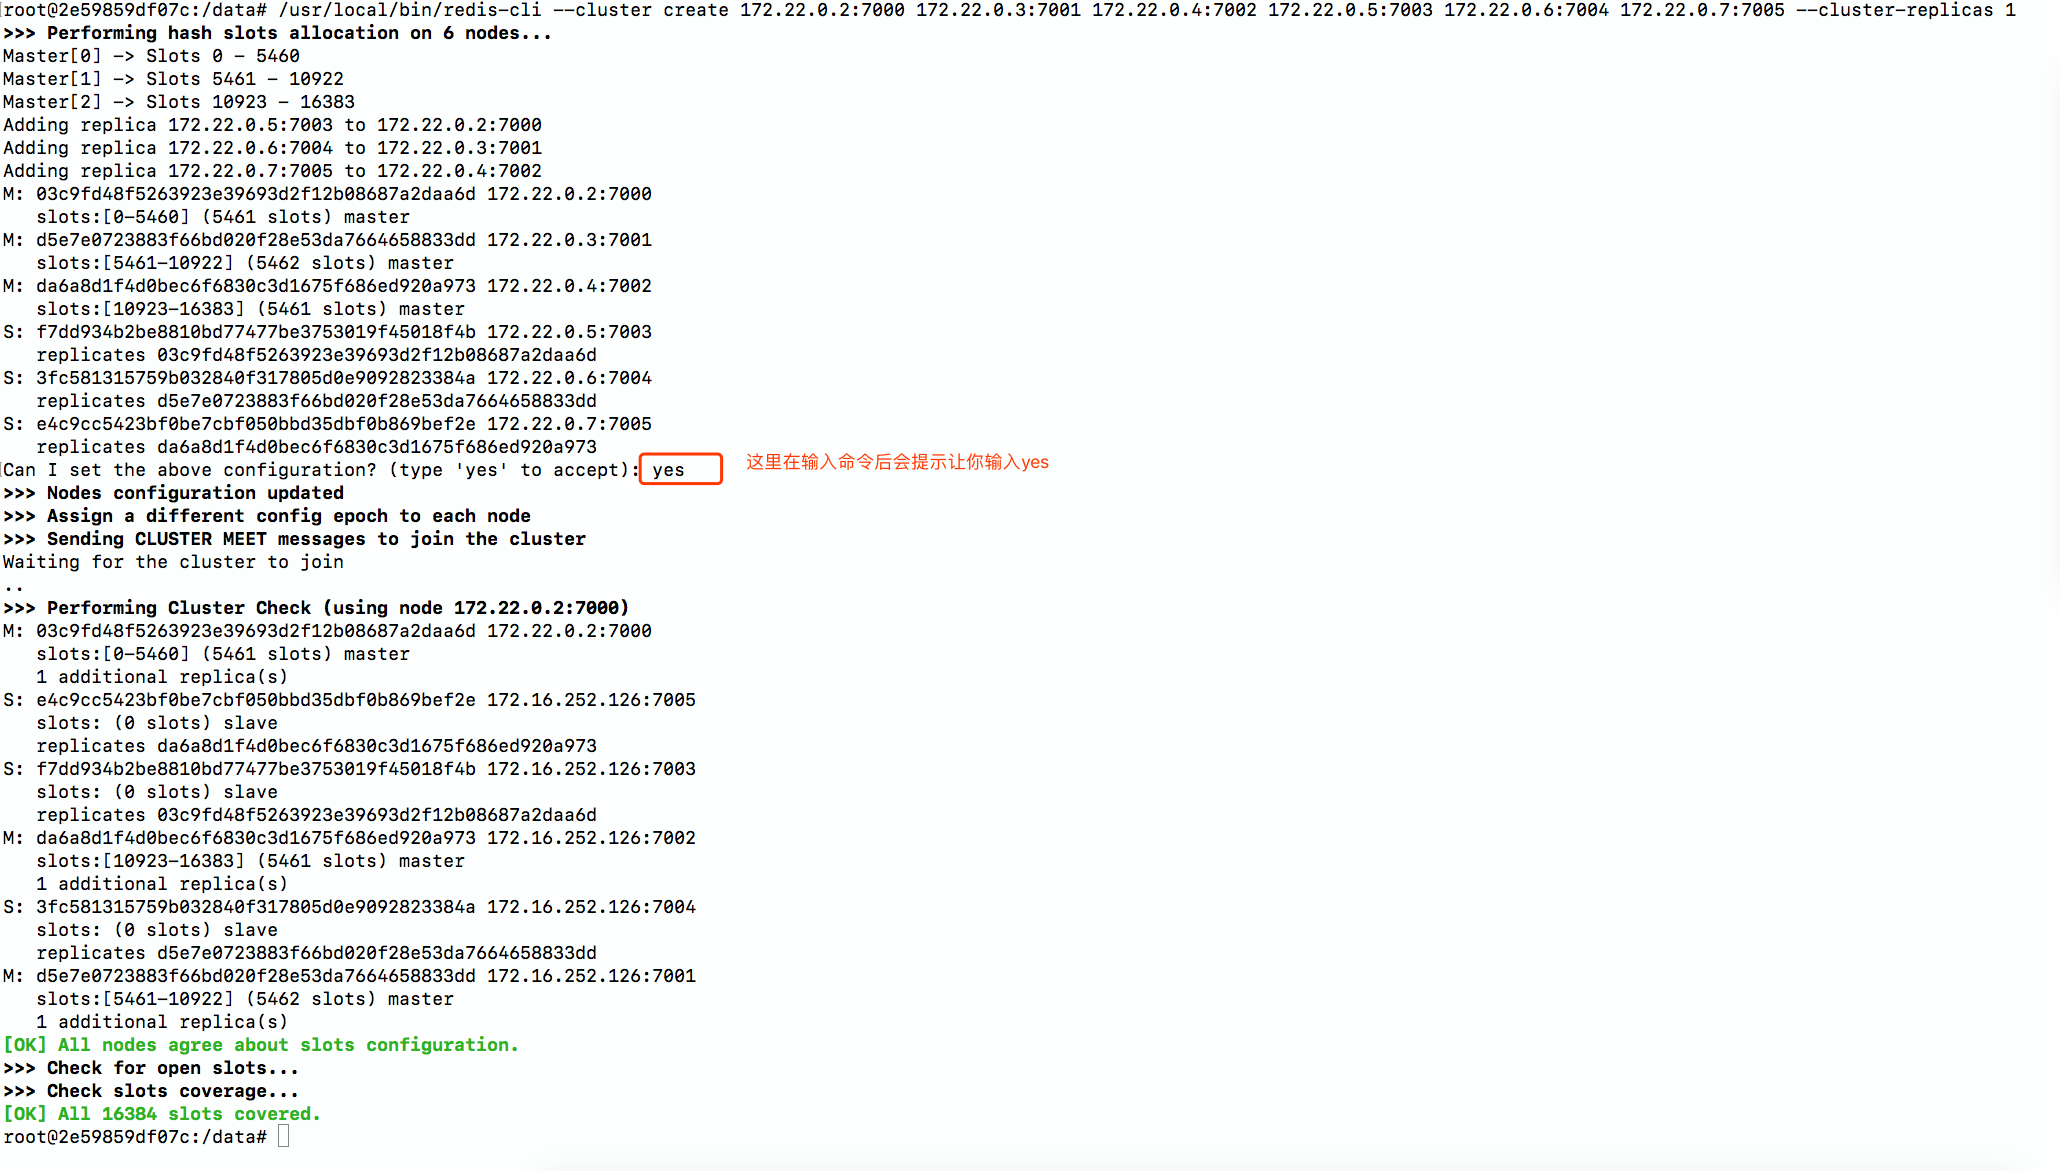 root@2e59859df07c:/data# /usr/local/bin/redis-cli --cluster create 172.22.0.2:7000 172.22.0.3:7001 172.22.0.4:7002 172.22.0.5:7003 172.22.0.6:7004 172.22.0.7:7005 --cluster-replicas 1
>>> Performing hash slots allocation on 6 nodes...
Master[0] -> Slots 0 - 5460
Master[1] -> Slots 5461 - 10922
Master[2] -> Slots 10923 - 16383
Adding replica 172.22.0.5:7003 to 172.22.0.2:7000
Adding replica 172.22.0.6:7004 to 172.22.0.3:7001
Adding replica 172.22.0.7:7005 to 172.22.0.4:7002
M: 03c9fd48f5263923e39693d2f12b08687a2daa6d 172.22.0.2:7000
   slots:[0-5460] (5461 slots) master
M: d5e7e0723883f66bd020f28e53da7664658833dd 172.22.0.3:7001
   slots:[5461-10922] (5462 slots) master
M: da6a8d1f4d0bec6f6830c3d1675f686ed920a973 172.22.0.4:7002
   slots:[10923-16383] (5461 slots) master
S: f7dd934b2be8810bd77477be3753019f45018f4b 172.22.0.5:7003
   replicates 03c9fd48f5263923e39693d2f12b08687a2daa6d
S: 3fc581315759b032840f317805d0e9092823384a 172.22.0.6:7004
   replicates d5e7e0723883f66bd020f28e53da7664658833dd
S: e4c9cc5423bf0be7cbf050bbd35dbf0b869bef2e 172.22.0.7:7005
   replicates da6a8d1f4d0bec6f6830c3d1675f686ed920a973
Can I set the above configuration? (type 'yes' to accept): yes 这里在输入命令后会提示让你输入yes
>>> Nodes configuration updated
>>> Assign a different config epoch to each node
>>> Sending CLUSTER MEET messages to join the cluster
Waiting for the cluster to join
..
>>> Performing Cluster Check (using node 172.22.0.2:7000)
M: 03c9fd48f5263923e39693d2f12b08687a2daa6d 172.22.0.2:7000
   slots:[0-5460] (5461 slots) master
   1 additional replica(s)
S: e4c9cc5423bf0be7cbf050bbd35dbf0b869bef2e 172.16.252.126:7005
   slots: (0 slots) slave
   replicates da6a8d1f4d0bec6f6830c3d1675f686ed920a973
S: f7dd934b2be8810bd77477be3753019f45018f4b 172.16.252.126:7003
   slots: (0 slots) slave
   replicates 03c9fd48f5263923e39693d2f12b08687a2daa6d
M: da6a8d1f4d0bec6f6830c3d1675f686ed920a973 172.16.252.126:7002
   slots:[10923-16383] (5461 slots) master
   1 additional replica(s)
S: 3fc581315759b032840f317805d0e9092823384a 172.16.252.126:7004
   slots: (0 slots) slave
   replicates d5e7e0723883f66bd020f28e53da7664658833dd
M: d5e7e0723883f66bd020f28e53da7664658833dd 172.16.252.126:7001
   slots:[5461-10922] (5462 slots) master
   1 additional replica(s)
[OK] All nodes agree about slots configuration.
>>> Check for open slots...
>>> Check slots coverage...
[OK] All 16384 slots covered.
root@2e59859df07c:/data#